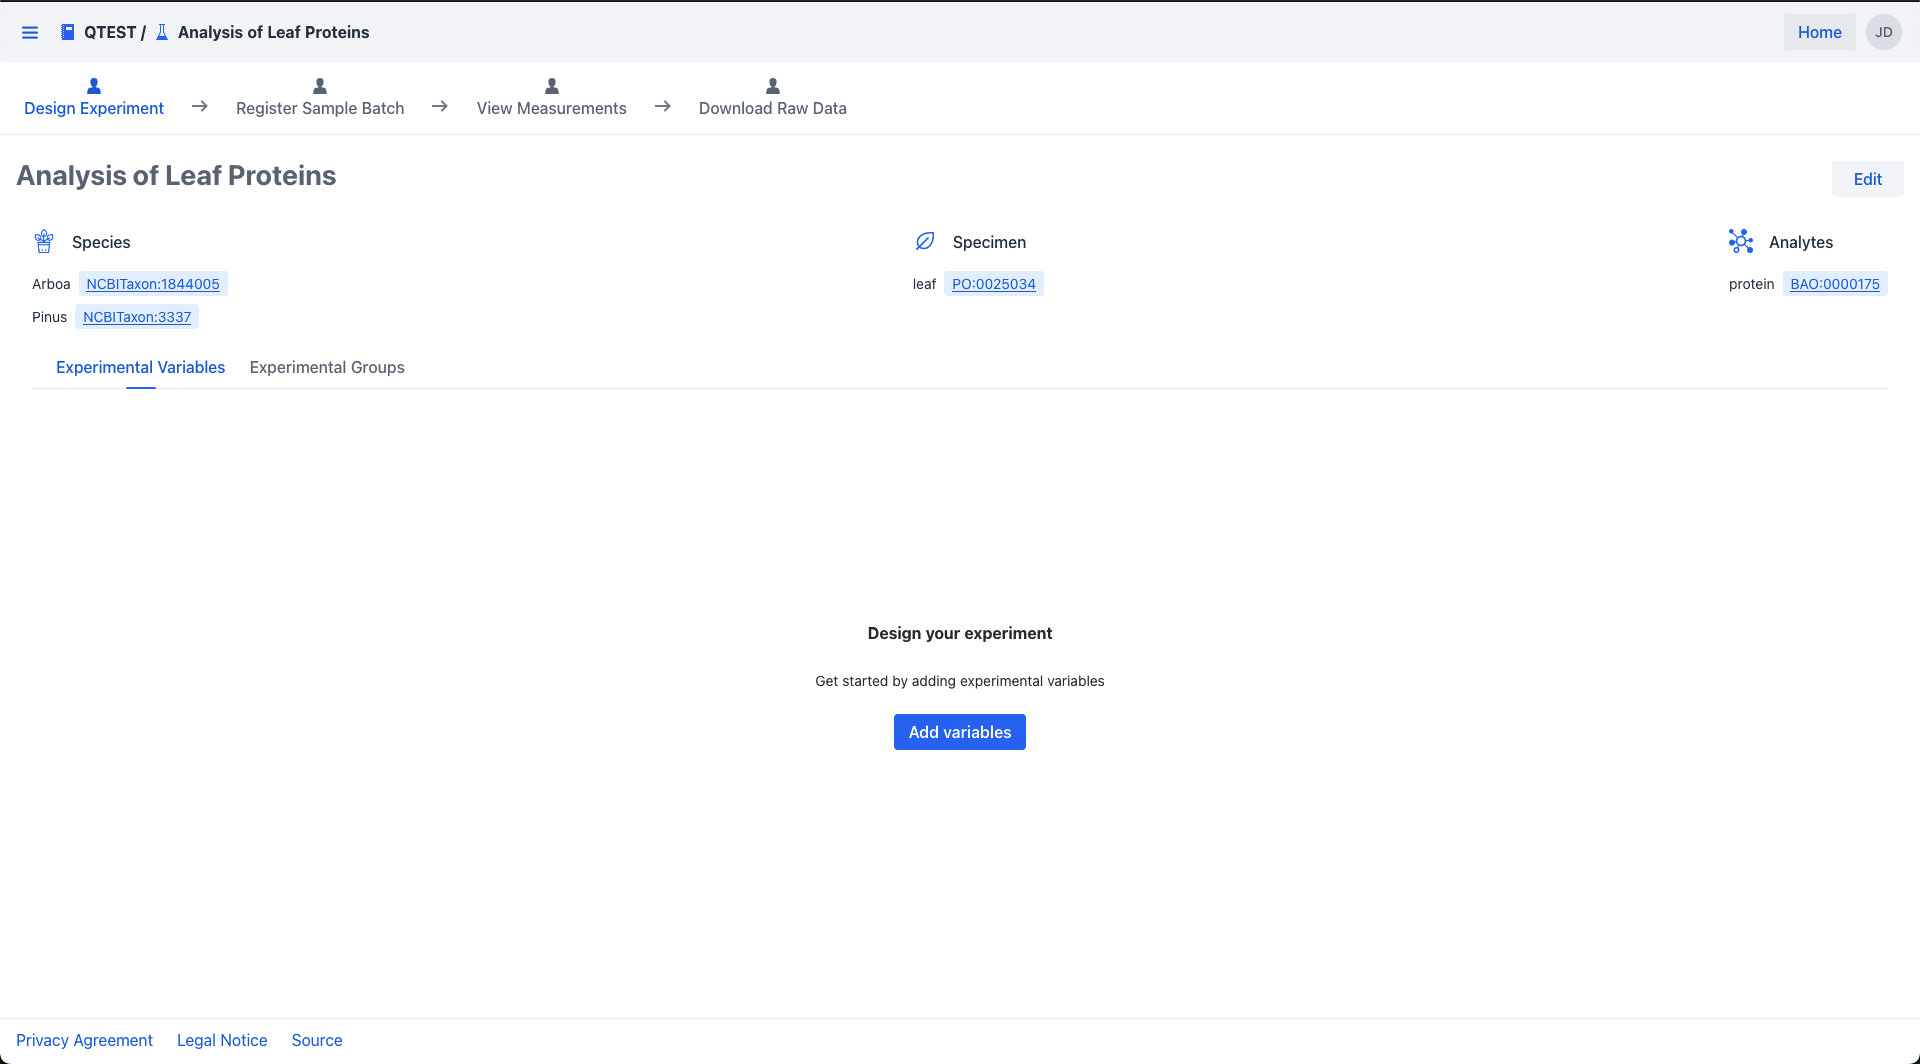 QTEST / Analysis of Leaf Proteins
Home
JD
Design Experiment
Register Sample Batch
View Measurements
Download Raw Data
Analysis of Leaf Proteins
Edit
Species
Arboa NCBITaxon:1844005
Pinus NCBITaxon:3337
Specimen
leaf PO:0025034
Analytes
protein BAO:0000175
Experimental Variables
Experimental Groups
Design your experiment
Get started by adding experimental variables
Add variables
Privacy Agreement
Legal Notice
Source